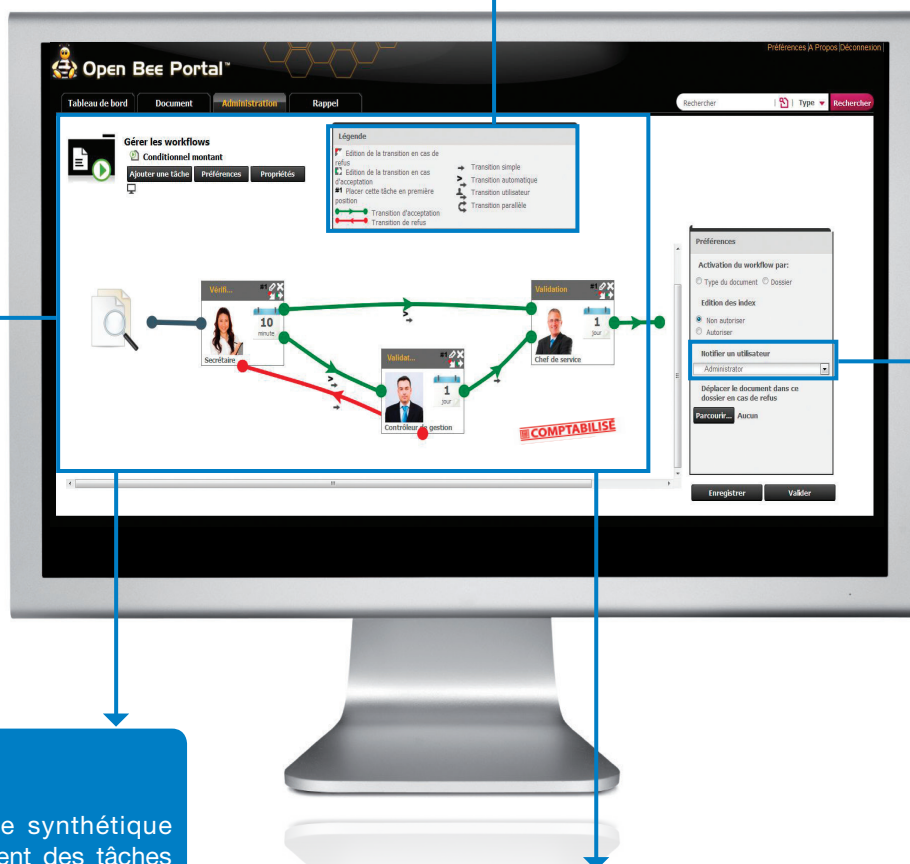 Préférences |A Propos |Déconnexion |
Open Bee Portal™
Tableau de bord
Document
Administration
Rappel
Rechercher
Type
Rechercher
Gérer les workflows
Conditionnel montant
Ajouter une tâche
Préférences
Propriétés
Légende
Edition de la transition en cas de
refus
Edition de la transition en cas
d'acceptation
#1 Placer cette tâche en première
position
Transition d'acceptation
Transition de refus
Transition simple
Transition automatique
Transition utilisateur
Transition parallèle
Vérifi...
#1
10
minute
Secrétaire
Validat...
#1
1
jour
Contrôleur de gestion
Validation
#1
1
jour
Chef de service
COMPTABILISÉ
Préférences
Activation du workflow par:
Type du document
Dossier
Edition des index
Non autoriser
Autoriser
Notifier un utilisateur
Administrator
Déplacer le document dans ce
dossier en cas de refus
Parcourir...
Aucun
Enregistrer
Valider
e synthétique
ent des tâches